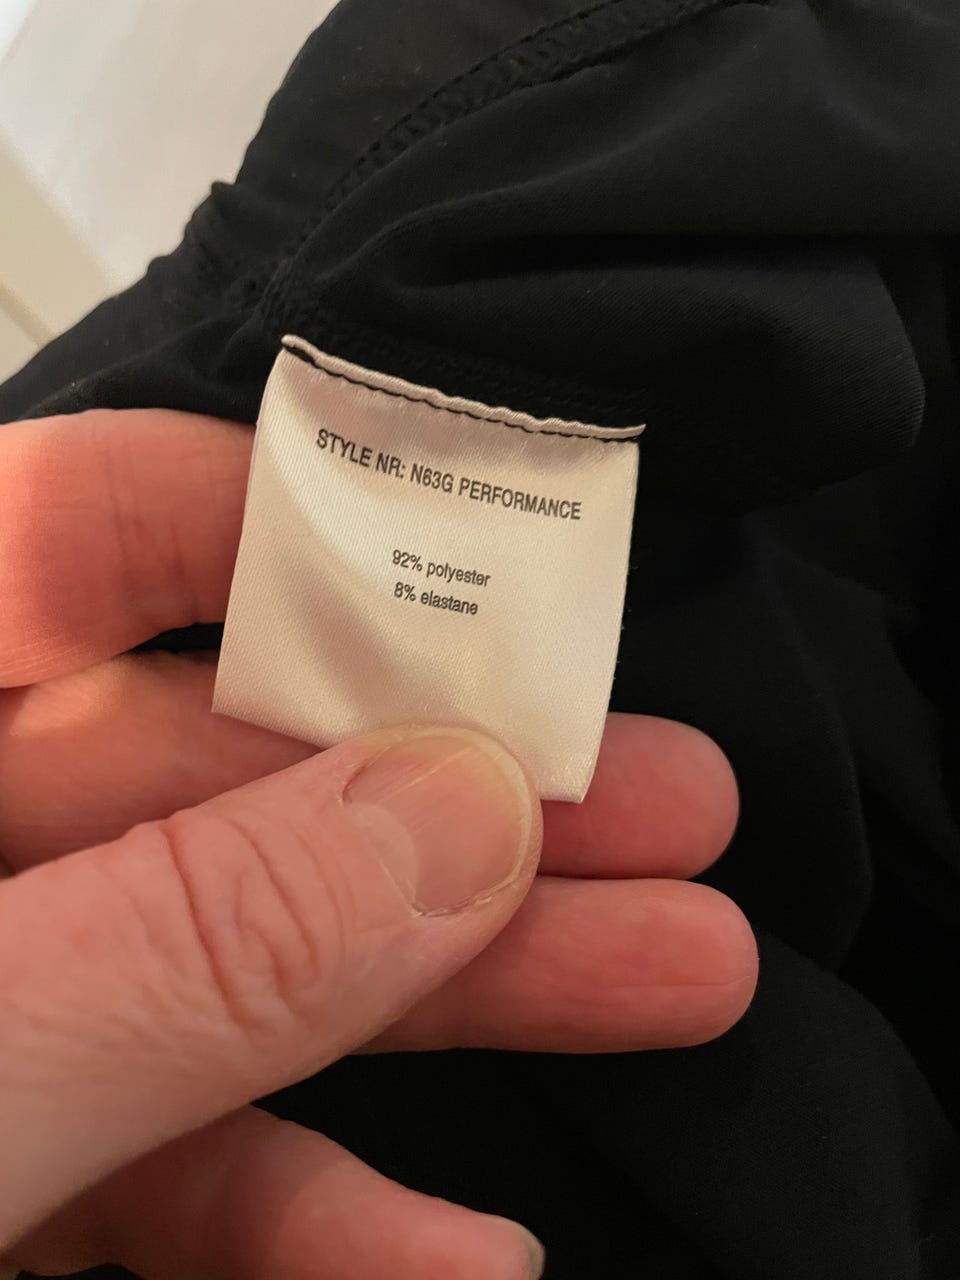 STYLE NR: N63G PERFORMANCE
92% polyester
8% elastane